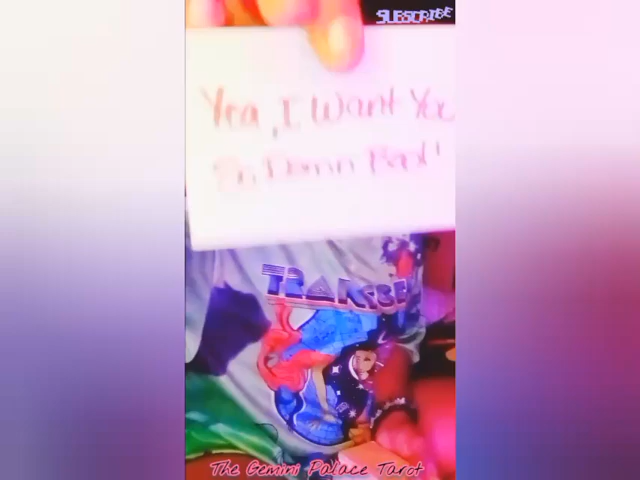 SUBSCRIBE
Yea, I Want You
So Damn Bad!
The Gemini Palace Tarot